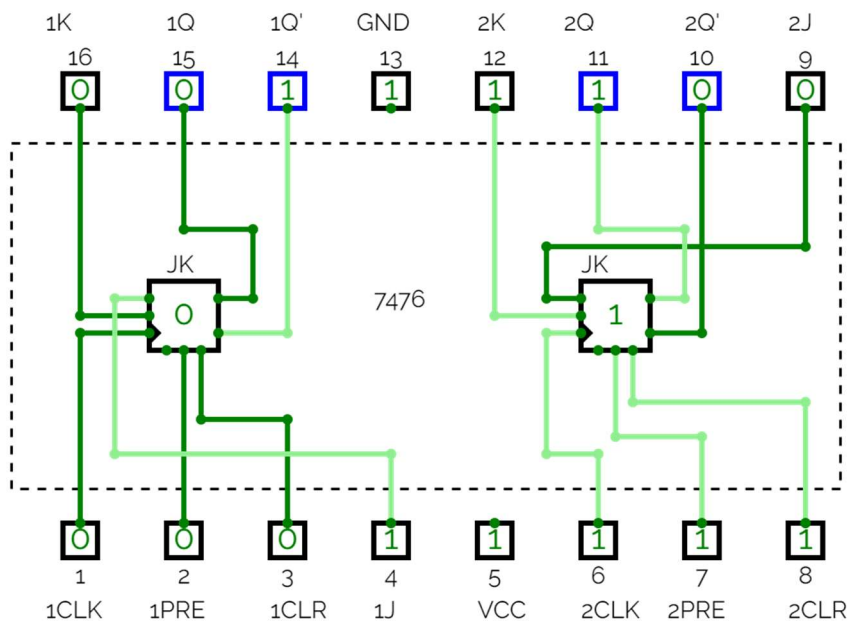 1K 1Q 1Q' GND 2K 2Q 2Q' 2J
16 15 14 13 12 11 10 9
0 0 1 1 1 1 0 0
JK JK
0 7476 1
0 0 0 1 1 1 1 1
1 2 3 4 5 6 7 8
1CLK 1PRE 1CLR 1J VCC 2CLK 2PRE 2CLR